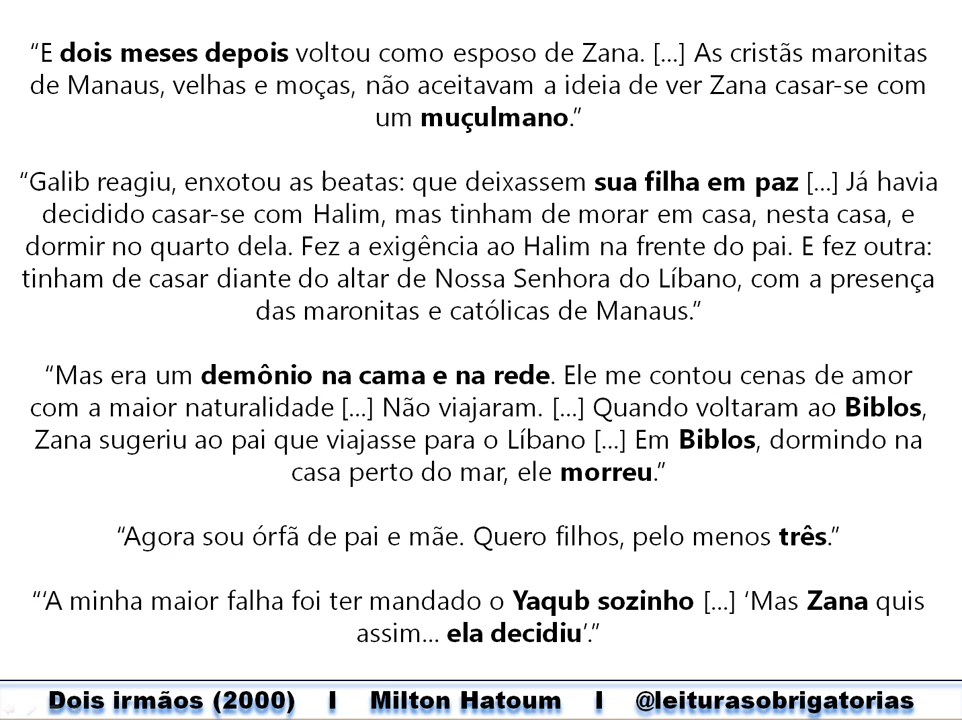 “E dois meses depois voltou como esposo de Zana. [...] As cristãs maronitas
de Manaus, velhas e moças, não aceitavam a ideia de ver Zana casar-se com
um muçulmano.”
“Galib reagiu, enxotou as beatas: que deixassem sua filha em paz [...] Já havia
decidido casar-se com Halim, mas tinham de morar em casa, nesta casa, e
dormir no quarto dela. Fez a exigência ao Halim na frente do pai. E fez outra:
tinham de casar diante do altar de Nossa Senhora do Líbano, com a presença
das maronitas e católicas de Manaus.”
“Mas era um demônio na cama e na rede. Ele me contou cenas de amor
com a maior naturalidade [...] Não viajaram. [...] Quando voltaram ao Biblos,
Zana sugeriu ao pai que viajasse para o Líbano [...] Em Biblos, dormindo na
casa perto do mar, ele morreu.”
“Agora sou órfã de pai e mãe. Quero filhos, pelo menos três.”
“‘A minha maior falha foi ter mandado o Yaqub sozinho [...] ‘Mas Zana quis
assim... ela decidiu’.”
Dois irmãos (2000) I Milton Hatoum I @leiturasobrigatorias